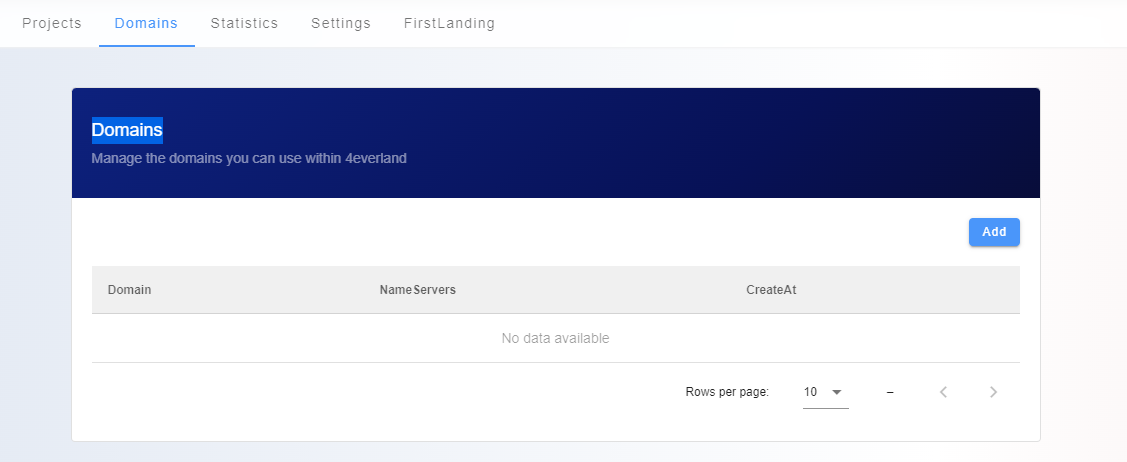 Projects Domains Statistics Settings FirstLanding
Domains
Manage the domains you can use within 4everland
Add
Domain NameServers CreateAt
No data available
Rows per page: 10 –